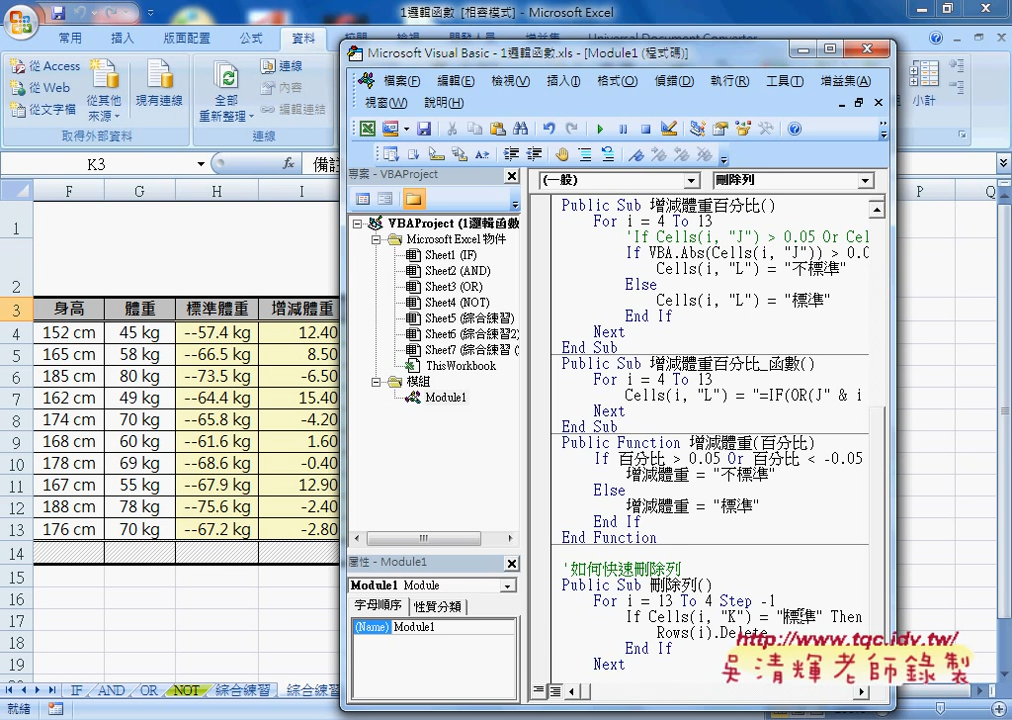 1邏輯函數 [相容模式] - Microsoft Excel
常用 插入 版面配置 公式 資料
從 Access
從 Web
從文字檔
從其他來源
現有連線
全部重新整理
連線
內容
編輯連結
小計
取得外部資料 連線
K3 fx 備註
F G H I P Q
1
2
3 身高 體重 標準體重 增減體重
4 152 cm 45 kg --57.4 kg 12.40
5 165 cm 58 kg --66.5 kg 8.50
6 185 cm 80 kg --73.5 kg -6.50
7 162 cm 49 kg --64.4 kg 15.40
8 174 cm 70 kg --65.8 kg -4.20
9 168 cm 60 kg --61.6 kg 1.60
10 178 cm 69 kg --68.6 kg -0.40
11 167 cm 55 kg --67.9 kg 12.90
12 188 cm 78 kg --75.6 kg -2.40
13 176 cm 70 kg --67.2 kg -2.80
14
15
16
17
18
19
IF AND OR NOT 綜合練習 綜合練習
就緒
Microsoft Visual Basic - 1邏輯函數.xls - [Module1 (程式碼)]
檔案(F) 編輯(E) 檢視(V) 插入(I) 格式(O) 偵錯(D) 執行(R) 工具(T) 增益集(A)
視窗(W) 說明(H)
專案 - VBAProject
VBAProject (1邏輯函數
Microsoft Excel 物件
Sheet1 (IF)
Sheet2 (AND)
Sheet3 (OR)
Sheet4 (NOT)
Sheet5 (綜合練習)
Sheet6 (綜合練習2)
Sheet7 (綜合練習 (
ThisWorkbook
模組
Module1
屬性 - Module1
Module1 Module
字母順序 性質分類
(Name) Module1
(一般) 刪除列
Public Sub 增減體重百分比()
For i = 4 To 13
'If Cells(i, "J") > 0.05 Or Cel
If VBA.Abs(Cells(i, "J")) > 0.0
Cells(i, "L") = "不標準"
Else
Cells(i, "L") = "標準"
End If
Next
End Sub
Public Sub 增減體重百分比_函數()
For i = 4 To 13
Cells(i, "L") = "=IF(OR(J" & i
Next
End Sub
Public Function 增減體重(百分比)
If 百分比 > 0.05 Or 百分比 < -0.05
增減體重 = "不標準"
Else
增減體重 = "標準"
End If
End Function
'如何快速刪除列
Public Sub 刪除列()
For i = 13 To 4 Step -1
If Cells(i, "K") = "標準" Then
Rows(i).Delete
End If
Next
http://www.tqc.idv.tw/
吳清輝老師錄製